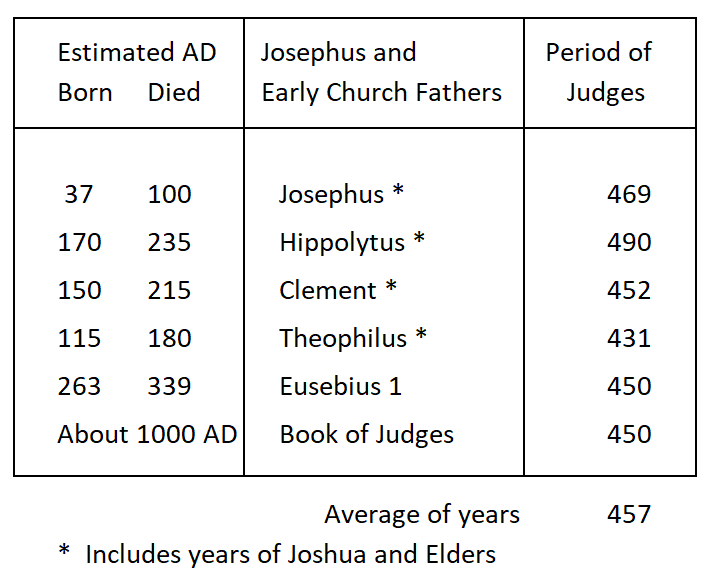 Estimated AD Josephus and Period of
Born Died Early Church Fathers Judges
37 100 Josephus * 469
170 235 Hippolytus * 490
150 215 Clement * 452
115 180 Theophilus * 431
263 339 Eusebius 1 450
About 1000 AD Book of Judges 450
Average of years 457
* Includes years of Joshua and Elders